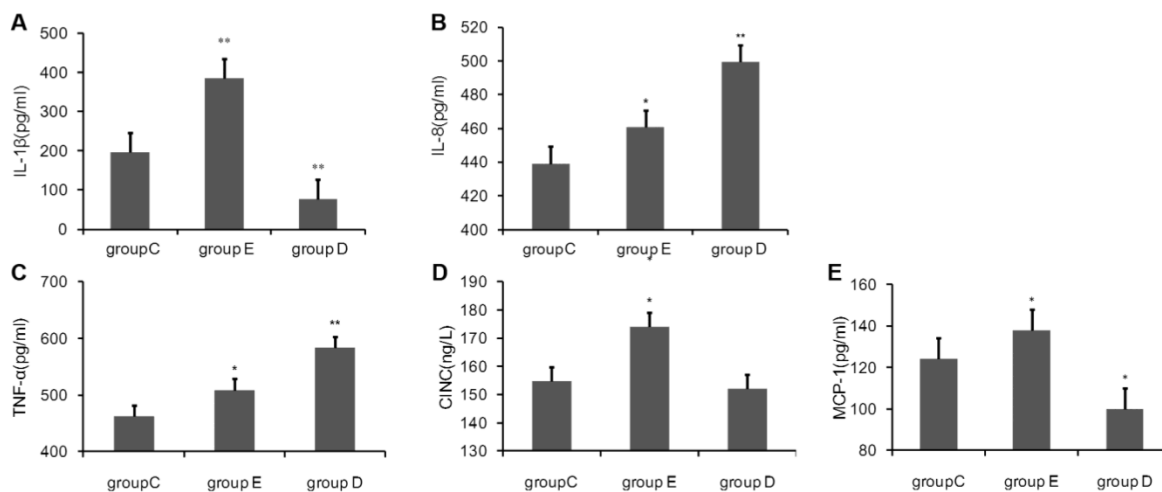 A
IL-1β(pg/ml)
500
400
300
200
100
0
**
**
groupC
group E
group D
B
IL-8(pg/ml)
520
500
480
460
440
420
400
*
**
groupC
group E
group D
*
C
TNF-α(pg/ml)
700
600
500
400
*
**
groupC
group E
group D
D
CINC(ng/L)
190
180
170
160
150
140
130
*
groupC
group E
group D
E
MCP-1(pg/ml)
160
140
120
100
80
*
*
groupC
group E
group D